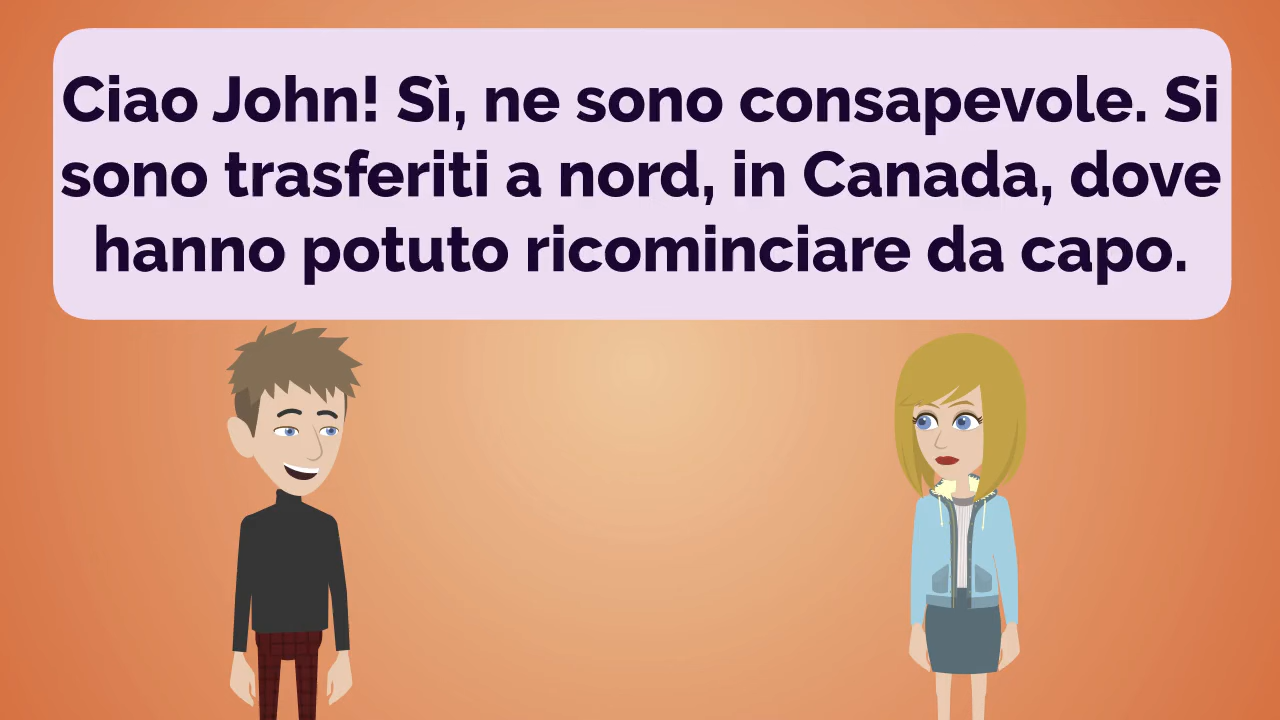 Ciao John! Sì, ne sono consapevole. Si
sono trasferiti a nord, in Canada, dove
hanno potuto ricominciare da capo.